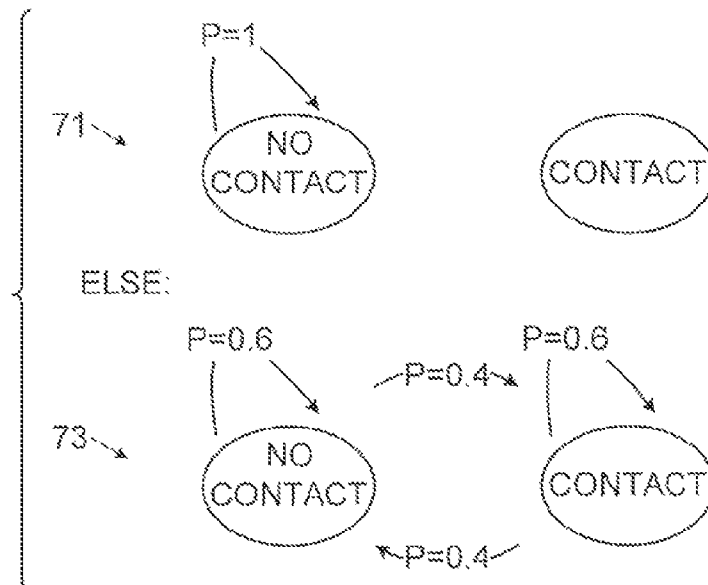 P=1
71
NO
CONTACT
CONTACT
ELSE:
P=0.6
P=0.6
P=0.4
73
NO
CONTACT
CONTACT
P=0.4